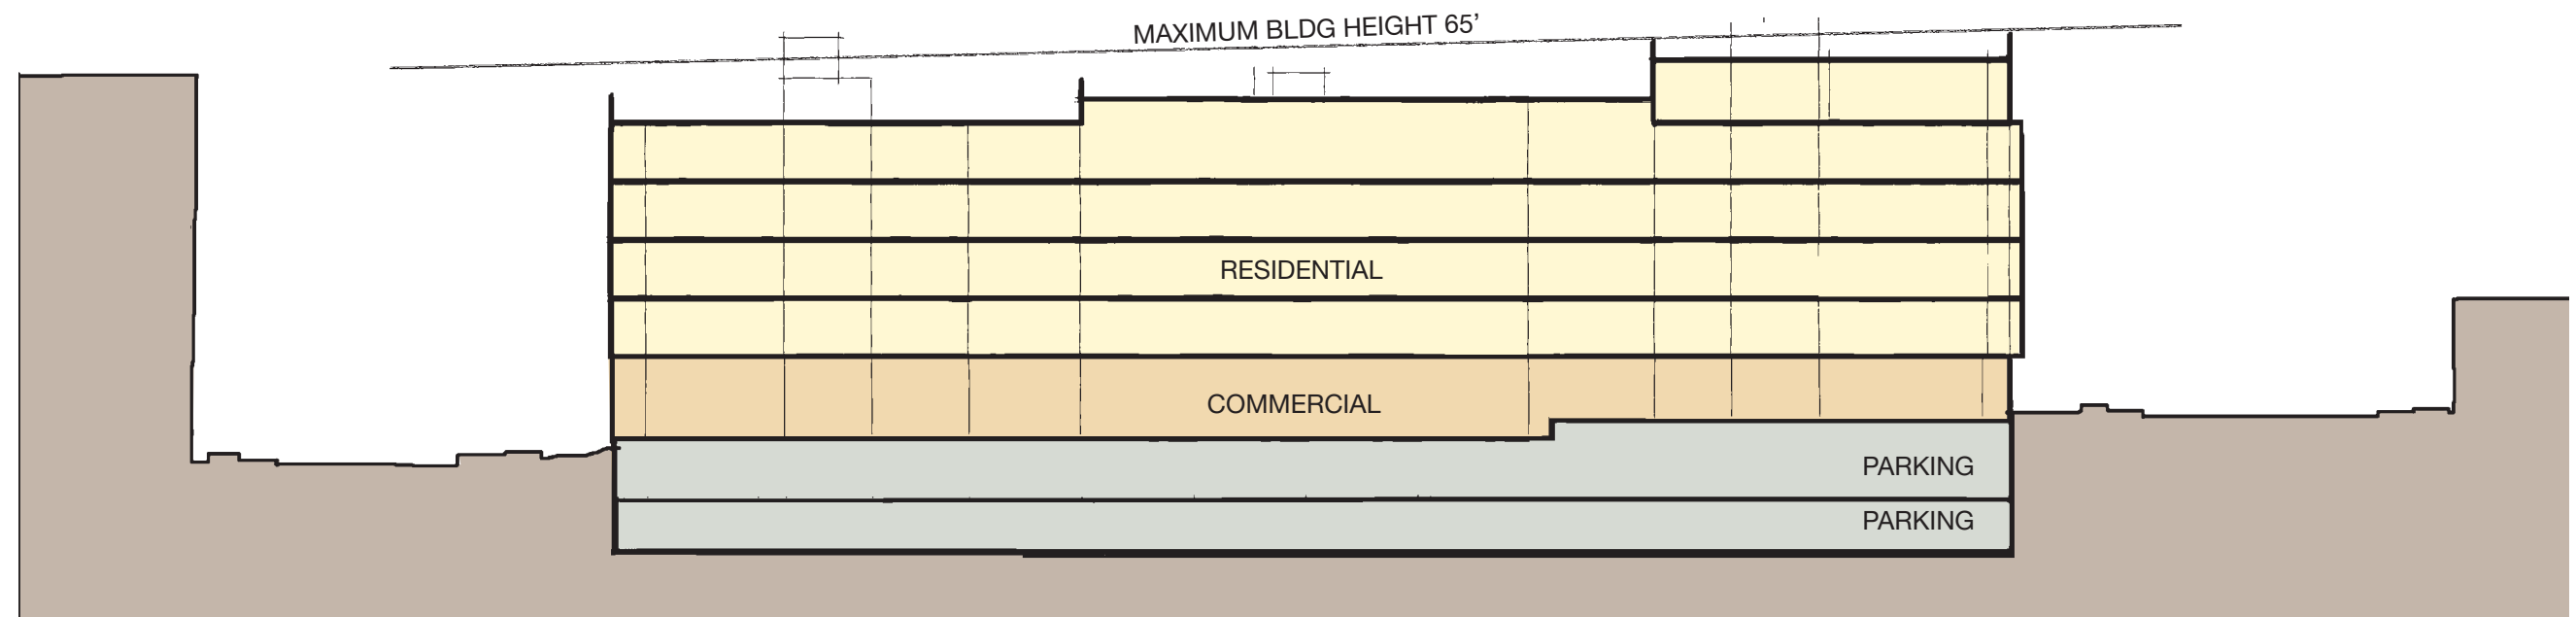 MAXIMUM BLDG HEIGHT 65’
RESIDENTIAL
COMMERCIAL
PARKING
PARKING